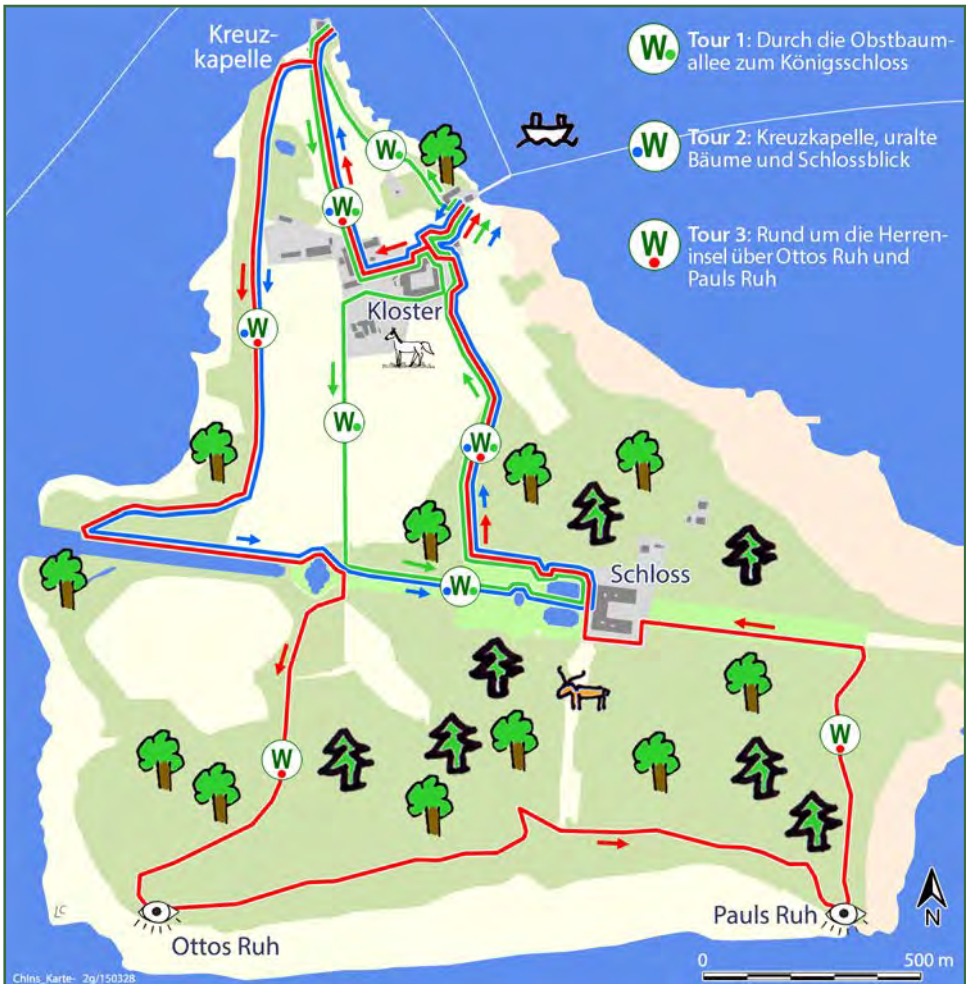 Kreuz-
kapelle
W Tour 1: Durch die Obstbaum-
allee zum Königsschloss
W Tour 2: Kreuzkapelle, uralte
Bäume und Schlossblick
W Tour 3: Rund um die Herren-
insel über Ottos Ruh und
Pauls Ruh
W
W
Kloster
W
W
W
Schloss
W
W
W
LC
Ottos Ruh
Pauls Ruh
N
0 500 m
Chins_Karte- 2g/150328